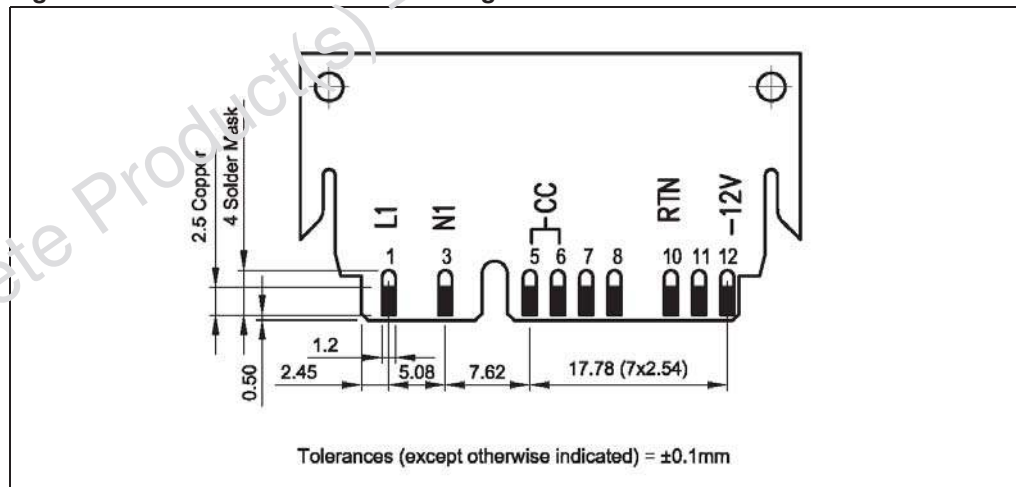 ete Product(s)
2.5 Copper
4 Solder Mask
L1
N1
CC
RTN
-12V
1 3 5 6 7 8 10 11 12
1.2
0.50
2.45
5.08
7.62
17.78 (7x2.54)
Tolerances (except otherwise indicated) = ±0.1mm